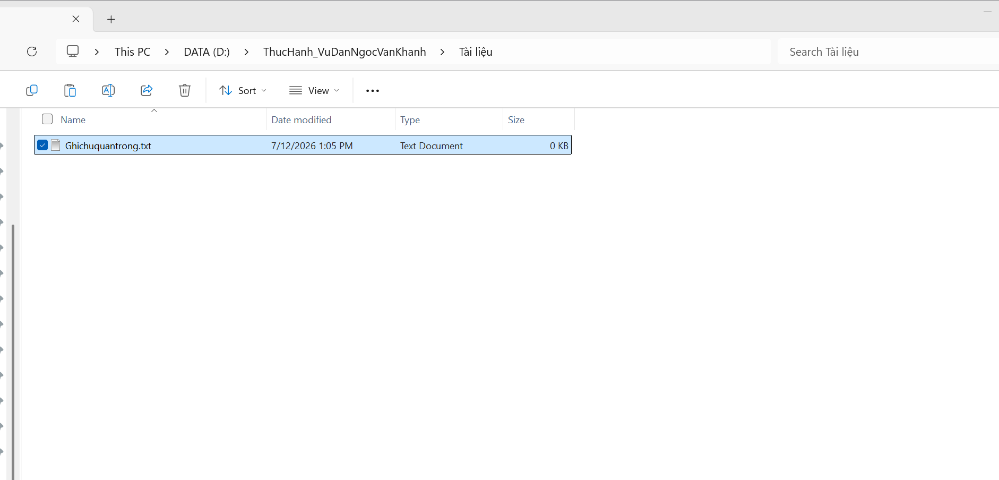 This PC > DATA (D:) > ThucHanh_VuDanNgocVanKhanh > Tài liệu
Search Tài liệu
Sort
View
Name
Date modified
Type
Size
Ghichuquantrong.txt
7/12/2026 1:05 PM
Text Document
0 KB